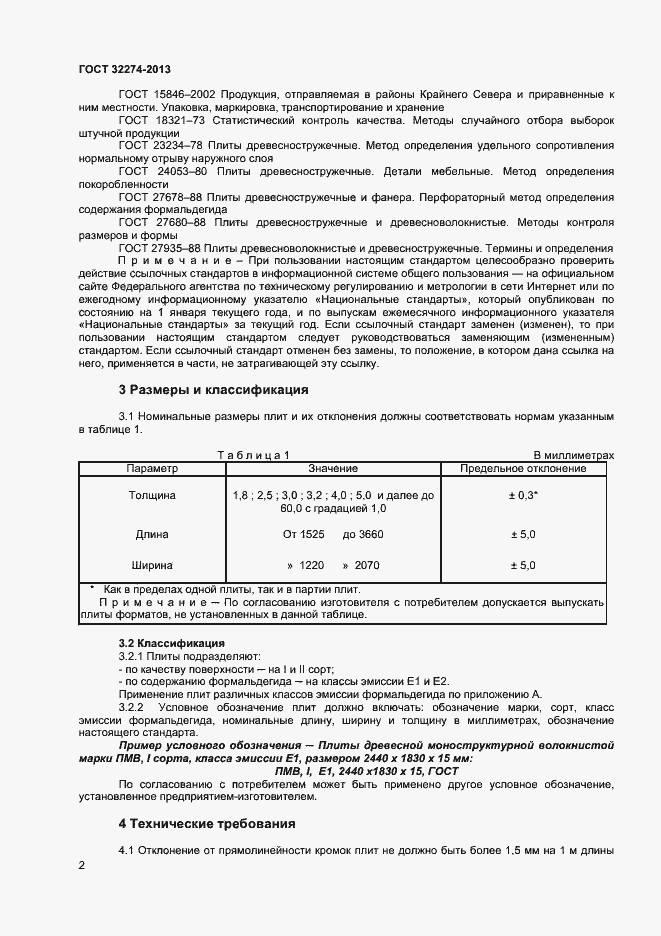 ГОСТ 32274-2013
ГОСТ 15846–2002 Продукция, отправляемая в районы Крайнего Севера и приравненные к
ним местности. Упаковка, маркировка, транспортирование и хранение
ГОСТ 18321–73 Статистический контроль качества. Методы случайного отбора выборок
штучной продукции
ГОСТ 23234–78 Плиты древесностружечные. Метод определения удельного сопротивления
нормальному отрыву наружного слоя
ГОСТ 24053–80 Плиты древесностружечные. Детали мебельные. Метод определения
покоробленности
ГОСТ 27678–88 Плиты древесностружечные и фанера. Перфораторный метод определения
содержания формальдегида
ГОСТ 27680–88 Плиты древесностружечные и древесноволокнистые. Методы контроля
размеров и формы
ГОСТ 27935–88 Плиты древесноволокнистые и древесностружечные. Термины и определения
П р и м е ч а н и е – При пользовании настоящим стандартом целесообразно проверить
действие ссылочных стандартов в информационной системе общего пользования — на официальном
сайте Федерального агентства по техническому регулированию и метрологии в сети Интернет или по
ежегодному информационному указателю «Национальные стандарты», который опубликован по
состоянию на 1 января текущего года, и по выпускам ежемесячного информационного указателя
«Национальные стандарты» за текущий год. Если ссылочный стандарт заменен (изменен), то при
пользовании настоящим стандартом следует руководствоваться заменяющим (измененным)
стандартом. Если ссылочный стандарт отменен без замены, то положение, в котором дана ссылка на
него, применяется в части, не затрагивающей эту ссылку.
3 Размеры и классификация
3.1 Номинальные размеры плит и их отклонения должны соответствовать нормам указанным
в таблице 1.
Т а б л и ц а 1 В миллиметрах
Параметр Значение Предельное отклонение
Толщина 1,8 ; 2,5 ; 3,0 ; 3,2 ; 4,0 ; 5,0 и далее до ± 0,3*
60,0 с градацией 1,0
Длина От 1525 до 3660 ± 5,0
Ширина » 1220 » 2070 ± 5,0
* Как в пределах одной плиты, так и в партии плит.
П р и м е ч а н и е – По согласованию изготовителя с потребителем допускается выпускать
плиты форматов, не установленных в данной таблице.
3.2 Классификация
3.2.1 Плиты подразделяют:
- по качеству поверхности – на I и II сорт;
- по содержанию формальдегида – на классы эмиссии Е1 и Е2.
Применение плит различных классов эмиссии формальдегида по приложению А.
3.2.2 Условное обозначение плит должно включать: обозначение марки, сорт, класс
эмиссии формальдегида, номинальные длину, ширину и толщину в миллиметрах, обозначение
настоящего стандарта.
Пример условного обозначения – Плиты древесной моноструктурной волокнистой
марки ПМВ, I сорта, класса эмиссии Е1, размером 2440 х 1830 х 15 мм:
ПМВ, I, Е1, 2440 х1830 х 15, ГОСТ
По согласованию с потребителем может быть применено другое условное обозначение,
установленное предприятием-изготовителем.
4 Технические требования
4.1 Отклонение от прямолинейности кромок плит не должно быть более 1,5 мм на 1 м длины
2